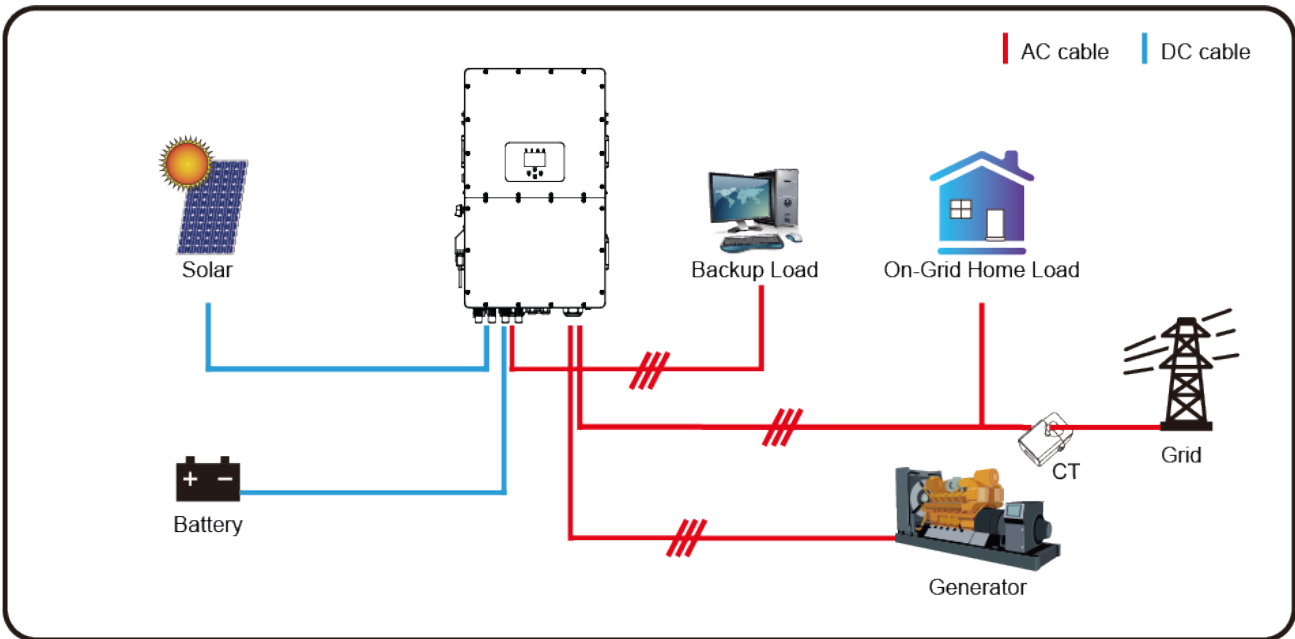 AC cable
DC cable
Solar
Backup Load
On-Grid Home Load
Battery
CT
Grid
Generator